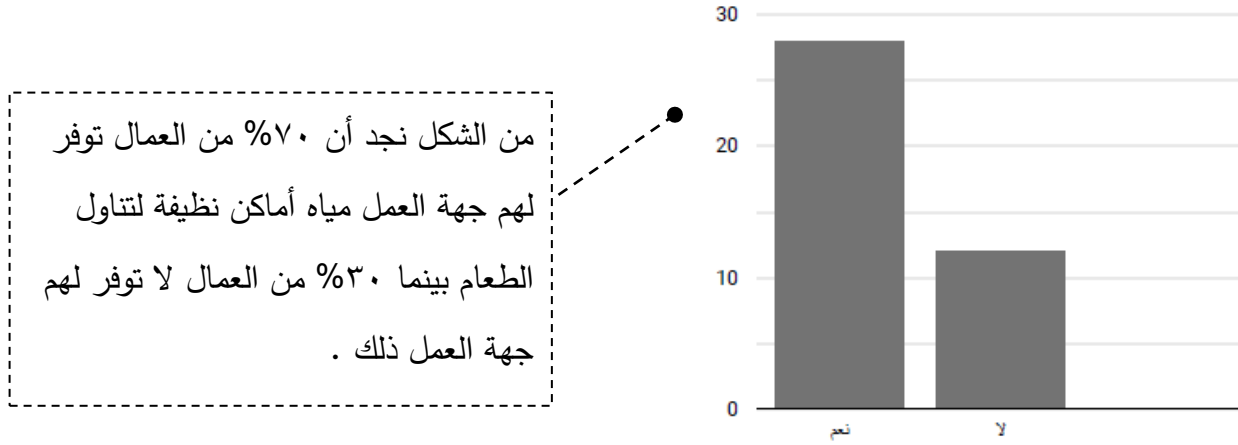 من الشكل نجد أن ٧٠% من العمال توفر
لهم جهة العمل مياه أماكن نظيفة لتناول
الطعام بينما ٣٠% من العمال لا توفر لهم
جهة العمل ذلك .
30
20
10
0
نعم
لا